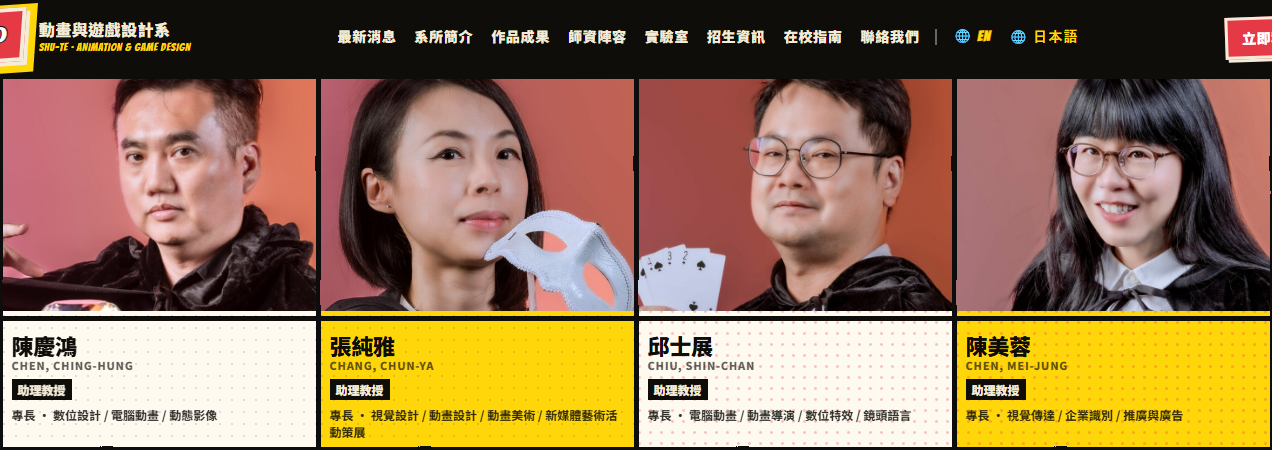 動畫與遊戲設計系
SHU-TE · ANIMATION & GAME DESIGN
最新消息 系所簡介 作品成果 師資陣容 實驗室 招生資訊 在校指南 聯絡我們 EN 日本語
立即
3 2
陳慶鴻
CHEN, CHING-HUNG
助理教授
專長 · 數位設計 / 電腦動畫 / 動態影像
張純雅
CHANG, CHUN-YA
助理教授
專長 · 視覺設計 / 動畫設計 / 動畫美術 / 新媒體藝術活
動策展
邱士展
CHIU, SHIN-CHAN
助理教授
專長 · 電腦動畫 / 動畫導演 / 數位特效 / 鏡頭語言
陳美蓉
CHEN, MEI-JUNG
助理教授
專長 · 視覺傳達 / 企業識別 / 推廣與廣告